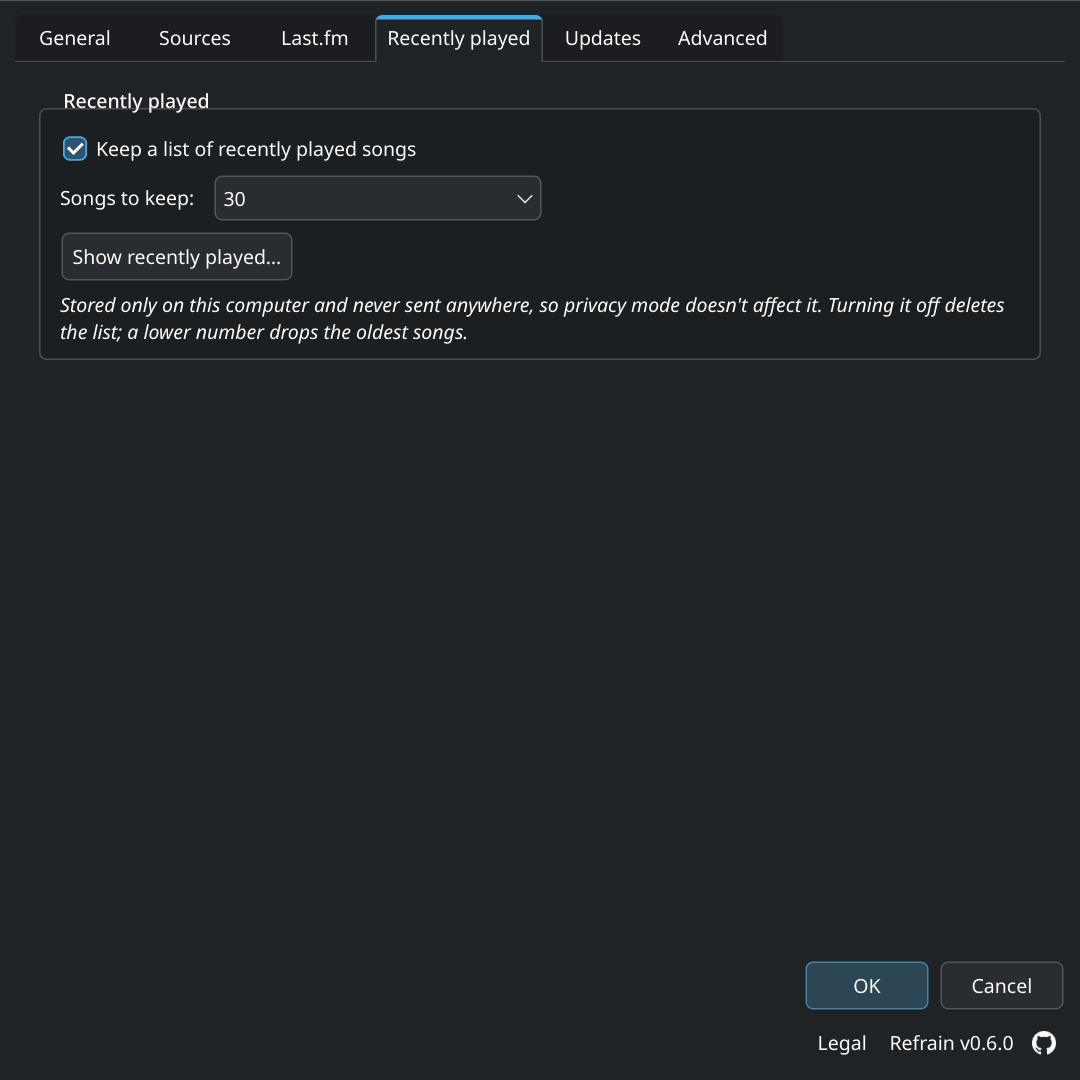 General Sources Last.fm Recently played Updates Advanced
Recently played
Keep a list of recently played songs
Songs to keep: 30
Show recently played...
Stored only on this computer and never sent anywhere, so privacy mode doesn't affect it. Turning it off deletes
the list; a lower number drops the oldest songs.
OK Cancel
Legal Refrain v0.6.0